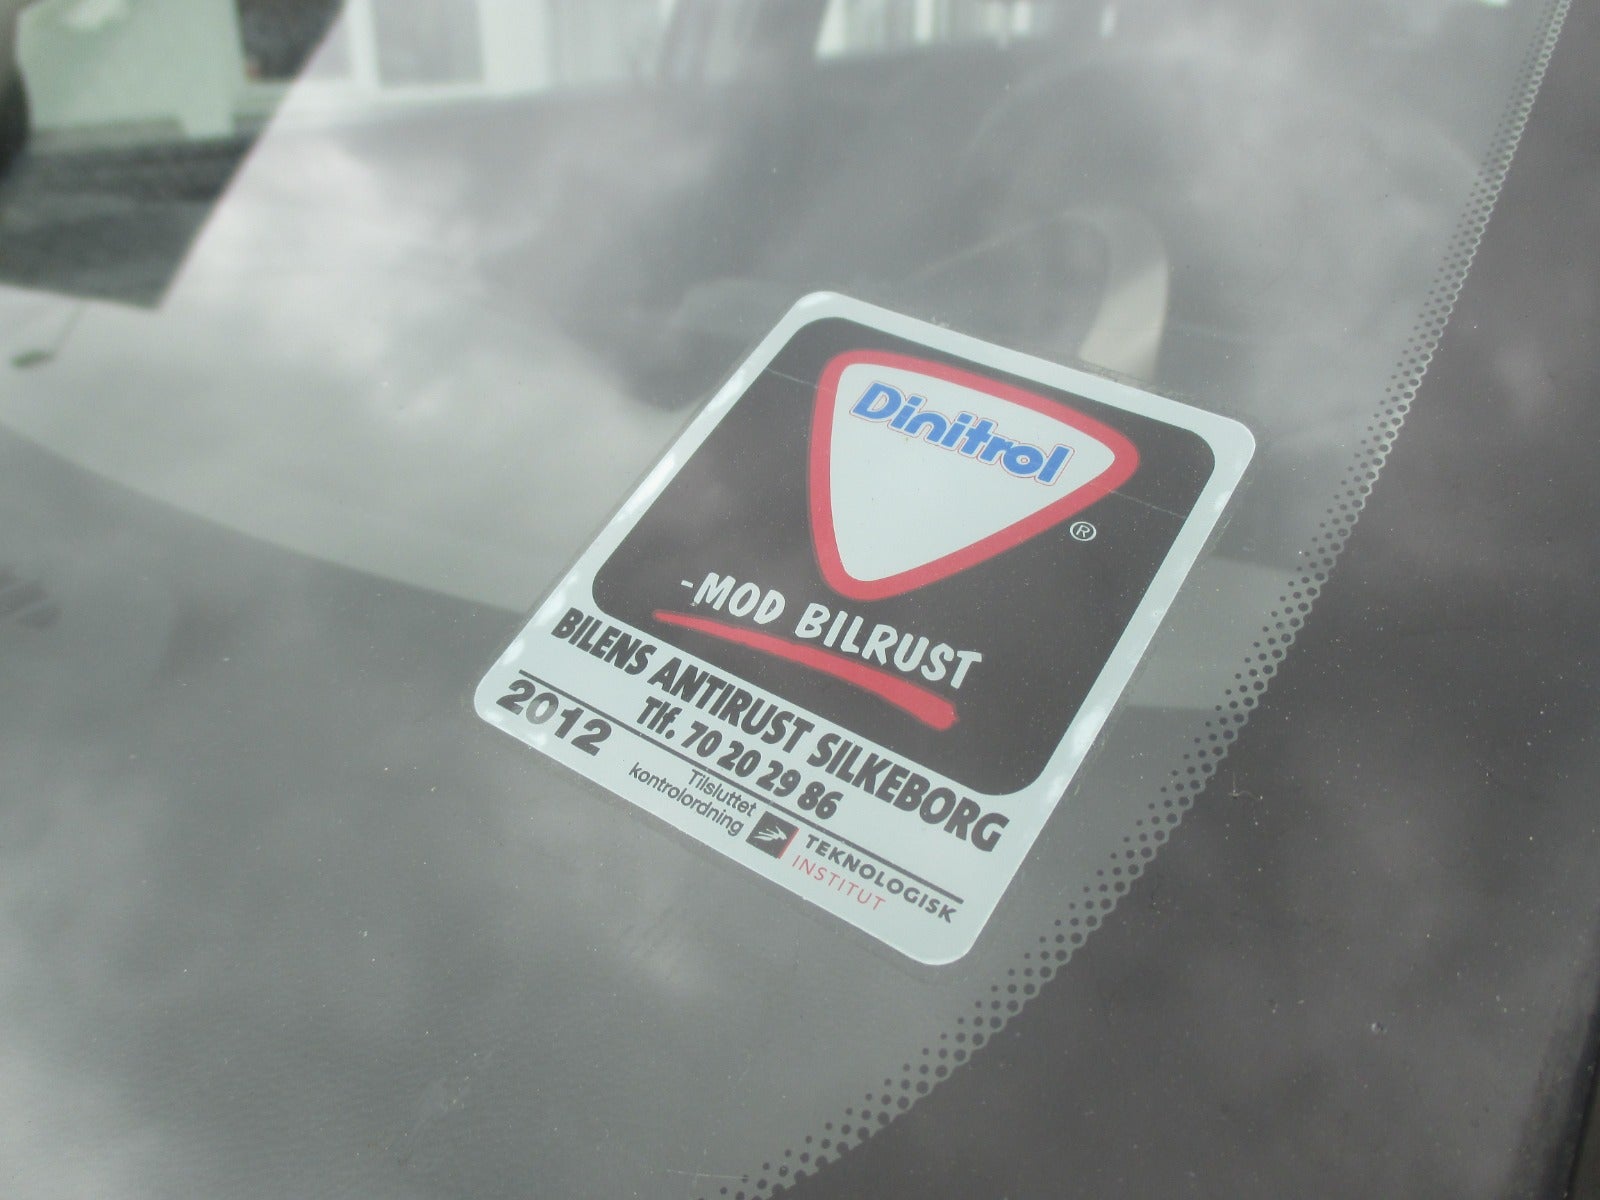 Dinitrol
®
-MOD BILRUST
BILENS ANTIRUST SILKEBORG
Tlf. 70 20 29 86
2012
Tilsluttet
kontrolordning
TEKNOLOGISK
INSTITUT